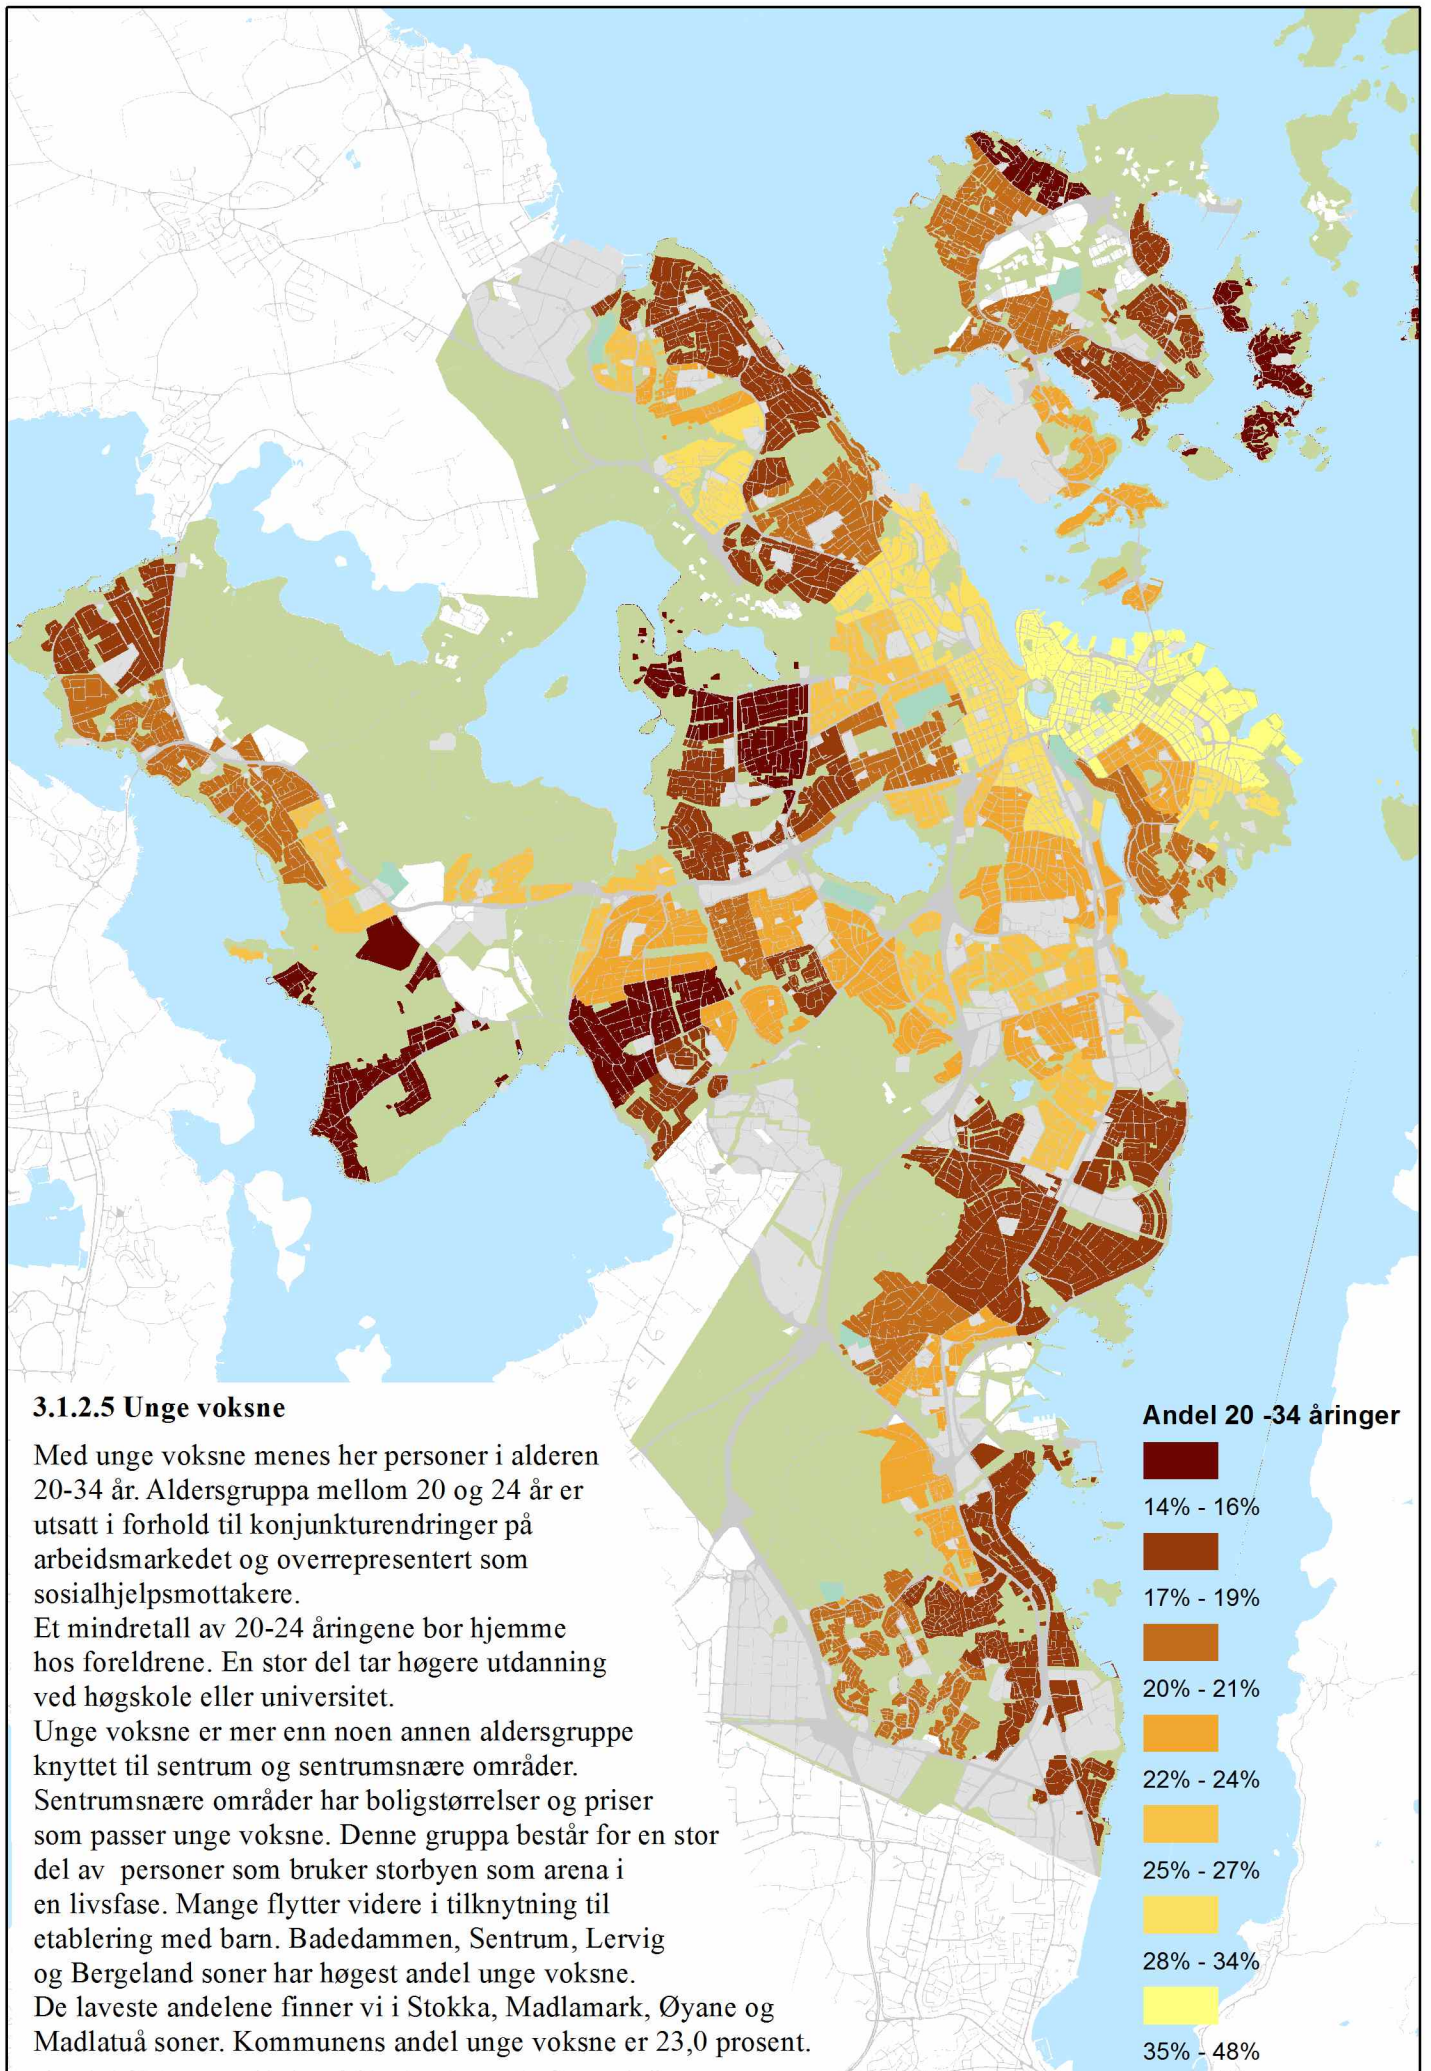 3.1.2.5 Unge voksne
Med unge voksne menes her personer i alderen
20-34 år. Aldersgruppa mellom 20 og 24 år er
utsatt i forhold til konjunkturendringer på
arbeidsmarkedet og overrepresentert som
sosialhjelpsmottakere.
Et mindretall av 20-24 åringene bor hjemme
hos foreldrene. En stor del tar høgere utdanning
ved høgskole eller universitet.
Unge voksne er mer enn noen annen aldersgruppe
knyttet til sentrum og sentrumsnære områder.
Sentrumsnære områder har boligstørrelser og priser
som passer unge voksne. Denne gruppa består for en stor
del av personer som bruker storbyen som arena i
en livsfase. Mange flytter videre i tilknytning til
etablering med barn. Badedammen, Sentrum, Lervig
og Bergeland soner har høgest andel unge voksne.
De laveste andelene finner vi i Stokka, Madlamark, Øyane og
Madlatuå soner. Kommunens andel unge voksne er 23,0 prosent.
Andel 20 -34 åringer
14% - 16%
17% - 19%
20% - 21%
22% - 24%
25% - 27%
28% - 34%
35% - 48%